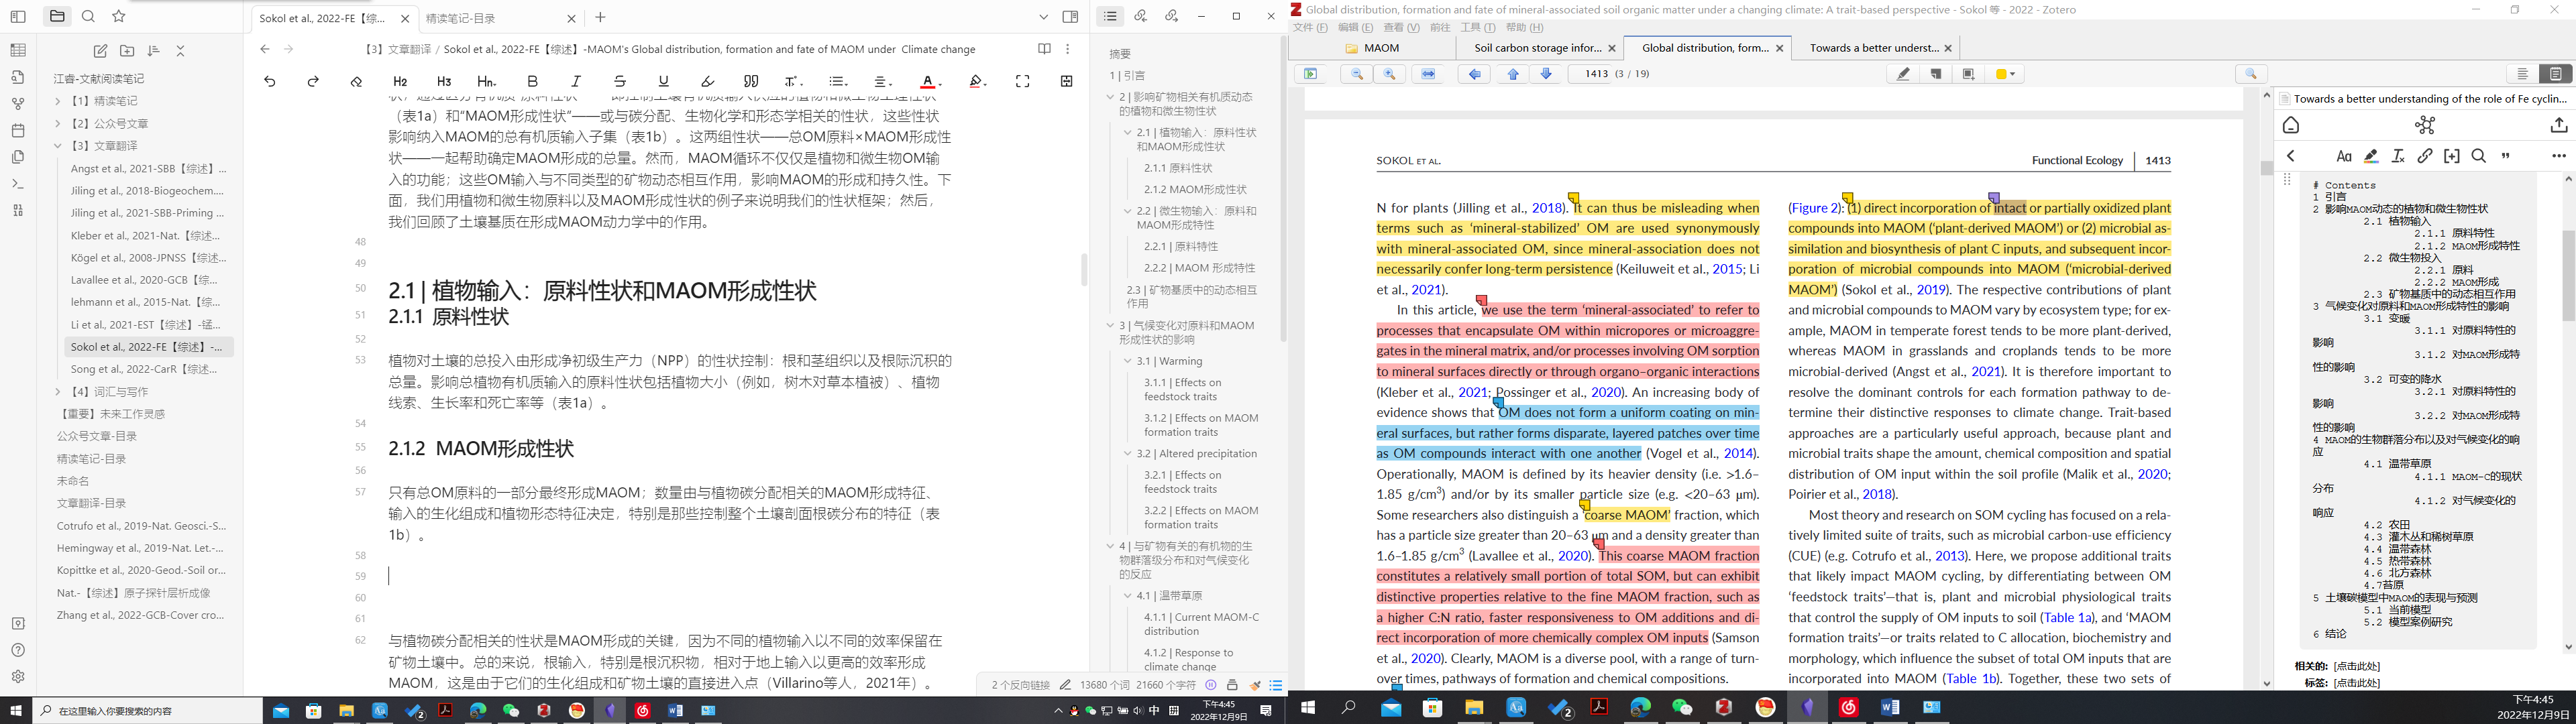 Sokol et al., 2022-FE【综...
精读笔记-目录
【3】文章翻译 / Sokol et al., 2022-FE【综述】-MAOM's Global distribution, formation and fate of MAOM under Climate change
江睿-文献阅读笔记
【1】精读笔记
【2】公众号文章
【3】文章翻译
Angst et al., 2021-SBB【综述】...
Jiling et al., 2018-Biogeochem....
Jiling et al., 2021-SBB-Priming ...
Kleber et al., 2021-Nat.【综述...
Kögel et al., 2008-JPNSS【综述...
Lavallee et al., 2020-GCB【综...
lehmann et al., 2015-Nat.【综...
Li et al., 2021-EST【综述】-锰...
Sokol et al., 2022-FE【综述】-...
Song et al., 2022-CarR【综述...
【4】词汇与写作
【重要】未来工作灵感
公众号文章-目录
精读笔记-目录
未命名
文章翻译-目录
Cotrufo et al., 2019-Nat. Geosci.-S...
Hemingway et al., 2019-Nat. Let.-...
Kopittke et al., 2020-Geod.-Soil or...
Nat.-【综述】原子探针层析成像
Zhang et al., 2022-GCB-Cover cro...
H2 H3 Hn B I S U A
（表1a）和“MAOM形成性状”——或与碳分配、生物化学和形态学相关的性状，这些性状
影响纳入MAOM的总有机质输入子集（表1b）。这两组性状——总OM原料×MAOM形成性
状——一起帮助确定MAOM形成的总量。然而，MAOM循环不仅仅是植物和微生物OM输
入的功能；这些OM输入与不同类型的矿物动态相互作用，影响MAOM的形成和持久性。下
面，我们用植物和微生物原料以及MAOM形成性状的例子来说明我们的性状框架；然后，
我们回顾了土壤基质在形成MAOM动力学中的作用。
48
49
50 2.1 | 植物输入：原料性状和MAOM形成性状
51 2.1.1 原料性状
52
53 植物对土壤的总投入由形成净初级生产力（NPP）的性状控制：根和茎组织以及根际沉积的
总量。影响总植物有机质输入的原料性状包括植物大小（例如，树木对草本植被）、植物
线索、生长率和死亡率等（表1a）。
54
55 2.1.2 MAOM形成性状
56
57 只有总OM原料的一部分最终形成MAOM；数量由与植物碳分配相关的MAOM形成特征、
输入的生化组成和植物形态特征决定，特别是那些控制整个土壤剖面根碳分布的特征（表
1b）。
58
59
60
61
62 与植物碳分配相关的性状是MAOM形成的关键，因为不同的植物输入以不同的效率保留在
矿物土壤中。总的来说，根输入，特别是根沉积物，相对于地上输入以更高的效率形成
MAOM，这是由于它们的生化组成和矿物土壤的直接进入点（Villarino等人，2021年）。
2 个反向链接 13680 个词 21660 个字符
摘要
1 | 引言
2 | 影响矿物相关有机质动态
的植物和微生物性状
2.1 | 植物输入：原料性状
和MAOM形成性状
2.1.1 原料性状
2.1.2 MAOM形成性状
2.2 | 微生物输入：原料和
MAOM形成性状
2.2.1 | 原料特性
2.2.2 | MAOM 形成特性
2.3 | 矿物基质中的动态相互
作用
3 | 气候变化对原料和MAOM
形成性状的影响
3.1 | Warming
3.1.1 | Effects on
feedstock traits
3.1.2 | Effects on MAOM
formation traits
3.2 | Altered precipitation
3.2.1 | Effects on
feedstock traits
3.2.2 | Effects on MAOM
formation traits
4 | 与矿物有关的有机物的生
物群落级分布和对气候变化
的反应
4.1 | 温带草原
4.1.1 | Current MAOM-C
distribution
4.1.2 | Response to
climate change
在这里输入你要搜索的内容
下午4:45
2022年12月9日
Global distribution, formation and fate of mineral-associated soil organic matter under a changing climate: A trait-based perspective - Sokol 等 - 2022 - Zotero
文件 (F) 编辑 (E) 查看 (V) 前往 工具 (T) 帮助 (H)
MAOM
Soil carbon storage infor...
Global distribution, form...
Towards a better underst...
1413 (3 / 19)
SOKOL ET AL.
Functional Ecology | 1413
N for plants (Jilling et al., 2018). It can thus be misleading when
terms such as ‘mineral-stabilized’ OM are used synonymously
with mineral-associated OM, since mineral-association does not
necessarily confer long-term persistence (Keiluweit et al., 2015; Li
et al., 2021).
In this article, we use the term ‘mineral-associated’ to refer to
processes that encapsulate OM within micropores or microaggre-
gates in the mineral matrix, and/or processes involving OM sorption
to mineral surfaces directly or through organo–organic interactions
(Kleber et al., 2021; Possinger et al., 2020). An increasing body of
evidence shows that OM does not form a uniform coating on min-
eral surfaces, but rather forms disparate, layered patches over time
as OM compounds interact with one another (Vogel et al., 2014).
Operationally, MAOM is defined by its heavier density (i.e. >1.6–
1.85 g/cm³) and/or by its smaller particle size (e.g. <20–63 μm).
Some researchers also distinguish a ‘coarse MAOM’ fraction, which
has a particle size greater than 20–63 μm and a density greater than
1.6–1.85 g/cm³ (Lavallee et al., 2020). This coarse MAOM fraction
constitutes a relatively small portion of total SOM, but can exhibit
distinctive properties relative to the fine MAOM fraction, such as
a higher C:N ratio, faster responsiveness to OM additions and di-
rect incorporation of more chemically complex OM inputs (Samson
et al., 2020). Clearly, MAOM is a diverse pool, with a range of turn-
over times, pathways of formation and chemical compositions.
(Figure 2): (1) direct incorporation of intact or partially oxidized plant
compounds into MAOM (‘plant-derived MAOM’) or (2) microbial as-
similation and biosynthesis of plant C inputs, and subsequent incor-
poration of microbial compounds into MAOM (‘microbial-derived
MAOM’) (Sokol et al., 2019). The respective contributions of plant
and microbial compounds to MAOM vary by ecosystem type; for ex-
ample, MAOM in temperate forest tends to be more plant-derived,
whereas MAOM in grasslands and croplands tends to be more
microbial-derived (Angst et al., 2021). It is therefore important to
resolve the dominant controls for each formation pathway to de-
termine their distinctive responses to climate change. Trait-based
approaches are a particularly useful approach, because plant and
microbial traits shape the amount, chemical composition and spatial
distribution of OM input within the soil profile (Malik et al., 2020;
Poirier et al., 2018).
Most theory and research on SOM cycling has focused on a rela-
tively limited suite of traits, such as microbial carbon-use efficiency
(CUE) (e.g. Cotrufo et al., 2013). Here, we propose additional traits
that likely impact MAOM cycling, by differentiating between OM
‘feedstock traits’—that is, plant and microbial physiological traits
that control the supply of OM inputs to soil (Table 1a), and ‘MAOM
formation traits’—or traits related to C allocation, biochemistry and
morphology, which influence the subset of total OM inputs that are
incorporated into MAOM (Table 1b). Together, these two sets of
Towards a better understanding of the role of Fe cyclin...
Aa
# Contents
1 引言
2 影响MAOM动态的植物和微生物性状
2.1 植物输入
2.1.1 原料特性
2.1.2 MAOM形成特性
2.2 微生物投入
2.2.1 原料
2.2.2 MAOM形成
2.3 矿物基质中的动态相互作用
3 气候变化对原料和MAOM形成特性的影响
3.1 变暖
3.1.1 对原料特性的
影响
3.1.2 对MAOM形成特
性的影响
3.2 可变的降水
3.2.1 对原料特性的
影响
3.2.2 对MAOM形成特
性的影响
4 MAOM的生物群落分布以及对气候变化的响
应
4.1 温带草原
4.1.1 MAOM-C的现状
分布
4.1.2 对气候变化的
响应
4.2 农田
4.3 灌木丛和稀树草原
4.4 温带森林
4.5 热带森林
4.6 北方森林
4.7苔原
5 土壤碳模型中MAOM的表现与预测
5.1 当前模型
5.2 模型案例研究
6 结论
相关的: [点击此处]
标签: [点击此处]
下午4:45
2022年12月9日